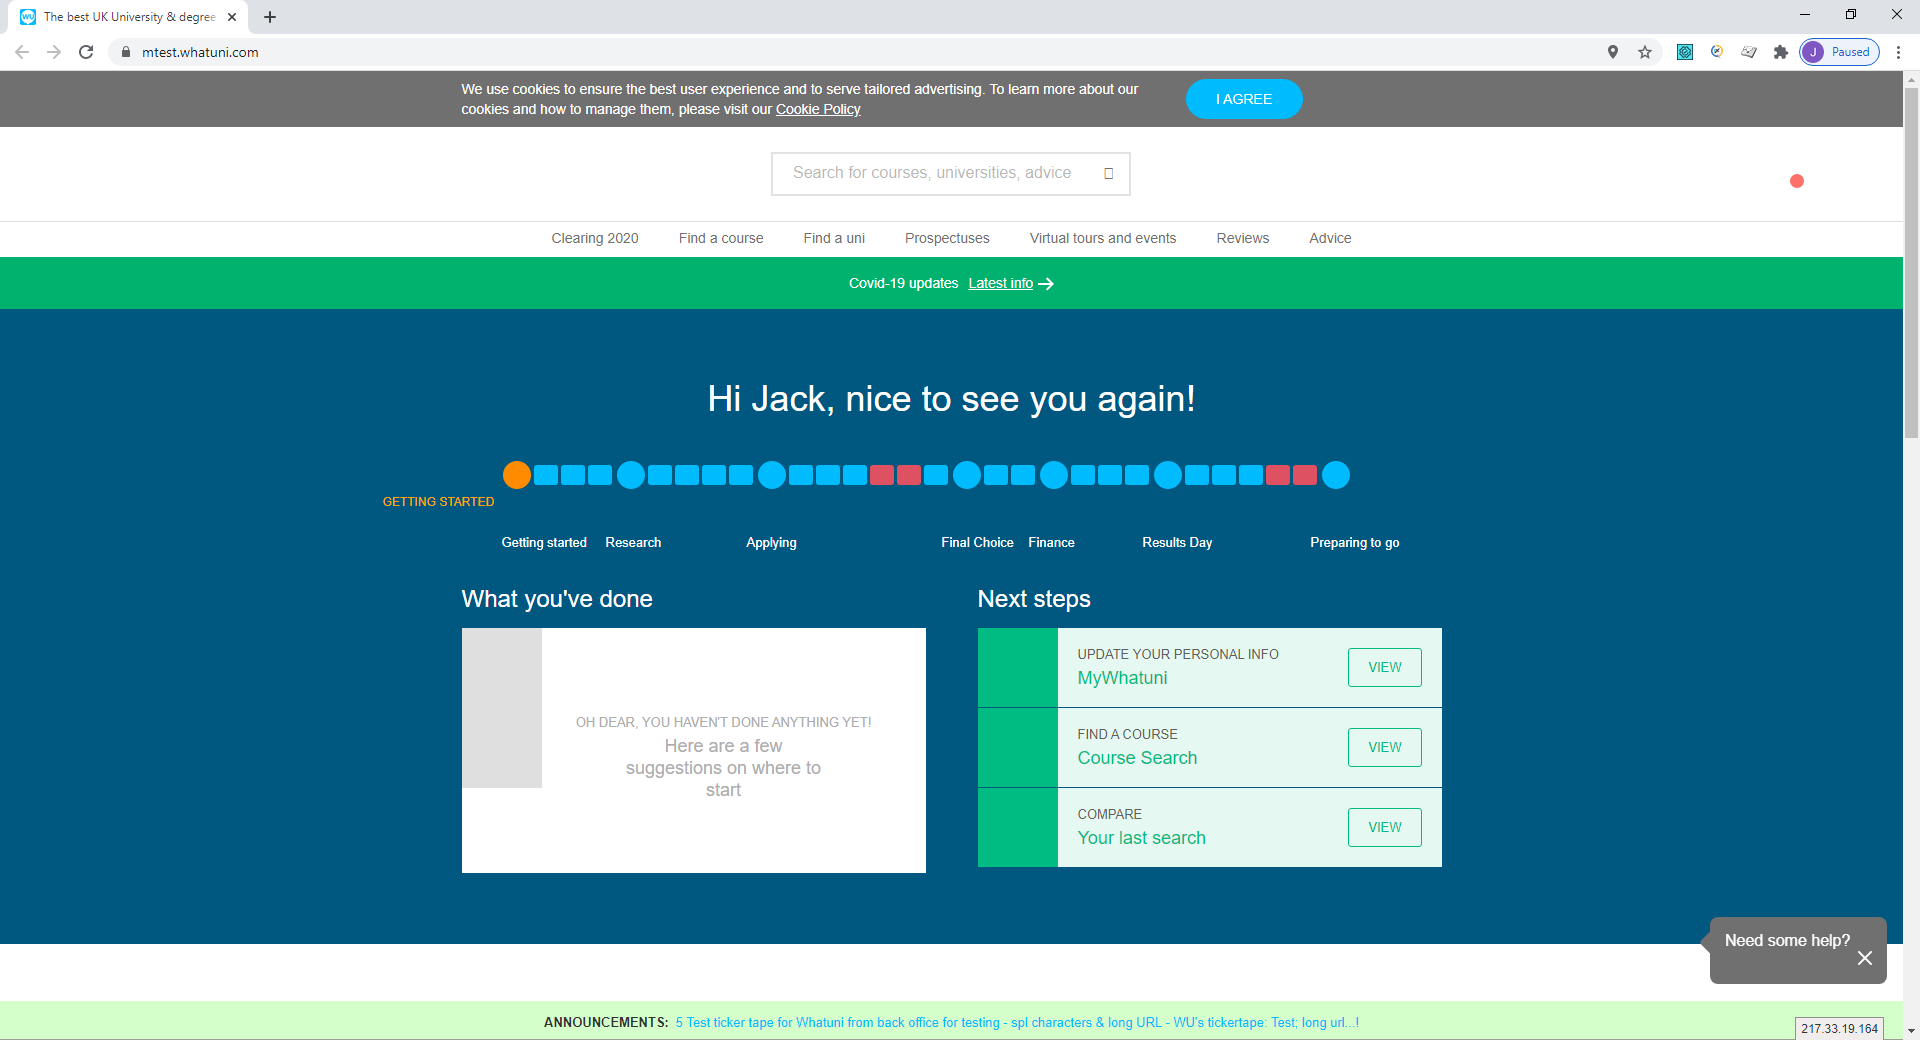 The best UK University & degree
mtest.whatuni.com
J Paused
We use cookies to ensure the best user experience and to serve tailored advertising. To learn more about our
cookies and how to manage them, please visit our Cookie Policy
I AGREE
Search for courses, universities, advice
Clearing 2020 Find a course Find a uni Prospectuses Virtual tours and events Reviews Advice
Covid-19 updates Latest info
Hi Jack, nice to see you again!
GETTING STARTED
Getting started Research Applying Final Choice Finance Results Day Preparing to go
What you've done
OH DEAR, YOU HAVEN'T DONE ANYTHING YET!
Here are a few
suggestions on where to
start
Next steps
UPDATE YOUR PERSONAL INFO
MyWhatuni
VIEW
FIND A COURSE
Course Search
VIEW
COMPARE
Your last search
VIEW
Need some help?
ANNOUNCEMENTS: 5 Test ticker tape for Whatuni from back office for testing - spl characters & long URL - WU's tickertape: Test; long url...!
217.33.19.164